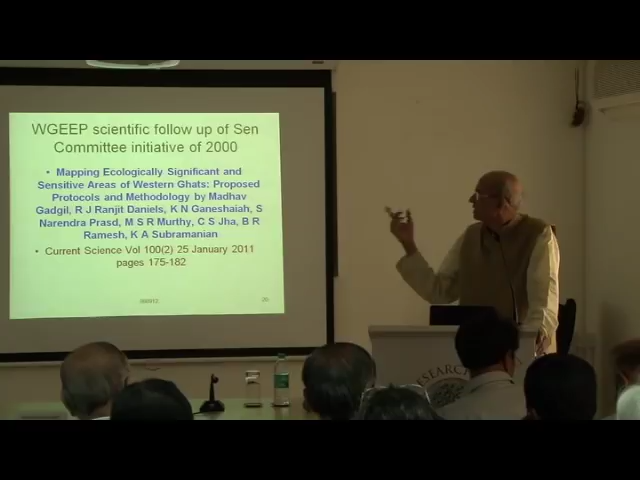 WGEEP scientific follow up of Sen
Committee initiative of 2000
• Mapping Ecologically Significant and
Sensitive Areas of Western Ghats: Proposed
Protocols and Methodology by Madhav
Gadgil, R J Ranjit Daniels, K N Ganeshaiah, S
Narendra Prasd, M S R Murthy, C S Jha, B R
Ramesh, K A Subramanian
• Current Science Vol 100(2) 25 January 2011
pages 175-182
20
RESEARCH